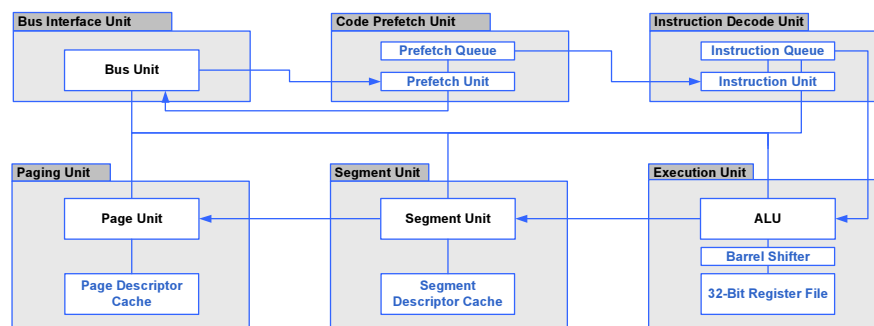 Bus Interface Unit
Code Prefetch Unit
Instruction Decode Unit
Bus Unit
Prefetch Queue
Prefetch Unit
Instruction Queue
Instruction Unit
Paging Unit
Segment Unit
Execution Unit
Page Unit
Segment Unit
ALU
Barrel Shifter
Page Descriptor
Cache
Segment
Descriptor Cache
32-Bit Register File